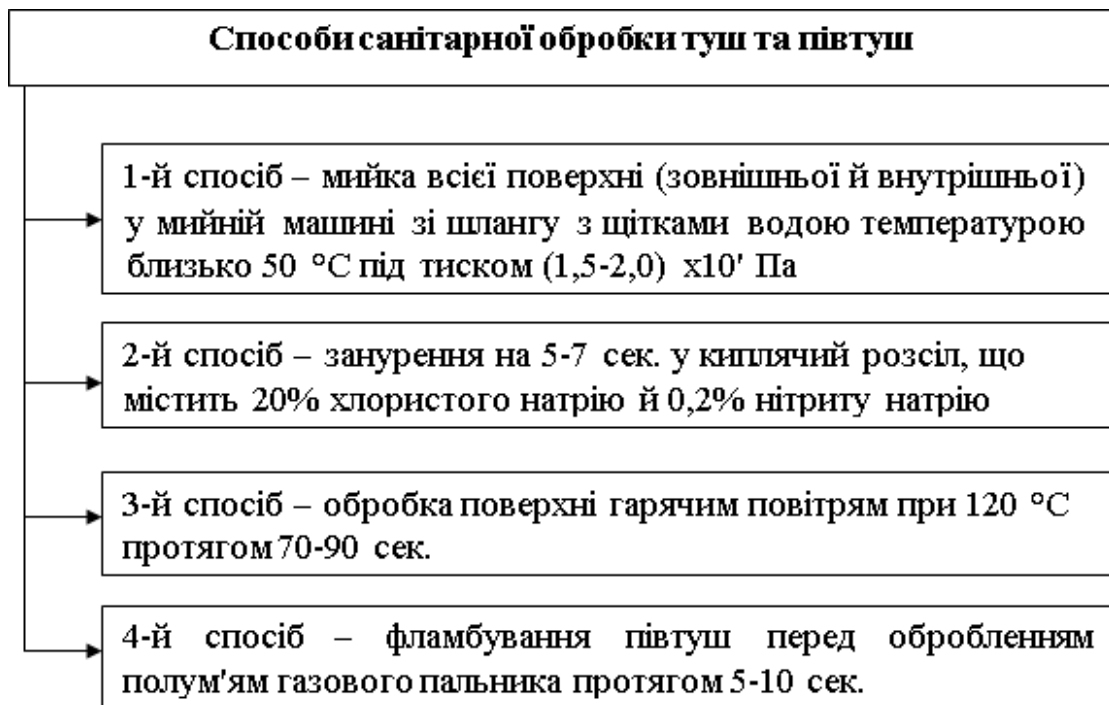 Способи санітарної обробки туш та півтуш
1-й спосіб – мийка всієї поверхні (зовнішньої й внутрішньої)
у мийній машині зі шлангу з щітками водою температурою
близько 50 °С під тиском (1,5-2,0) х10' Па
2-й спосіб – занурення на 5-7 сек. у киплячий розсіл, що
містить 20% хлористого натрію й 0,2% нітриту натрію
3-й спосіб – обробка поверхні гарячим повітрям при 120 °С
протягом 70-90 сек.
4-й спосіб – фламбування півтуш перед обробленням
полум'ям газового пальника протягом 5-10 сек.